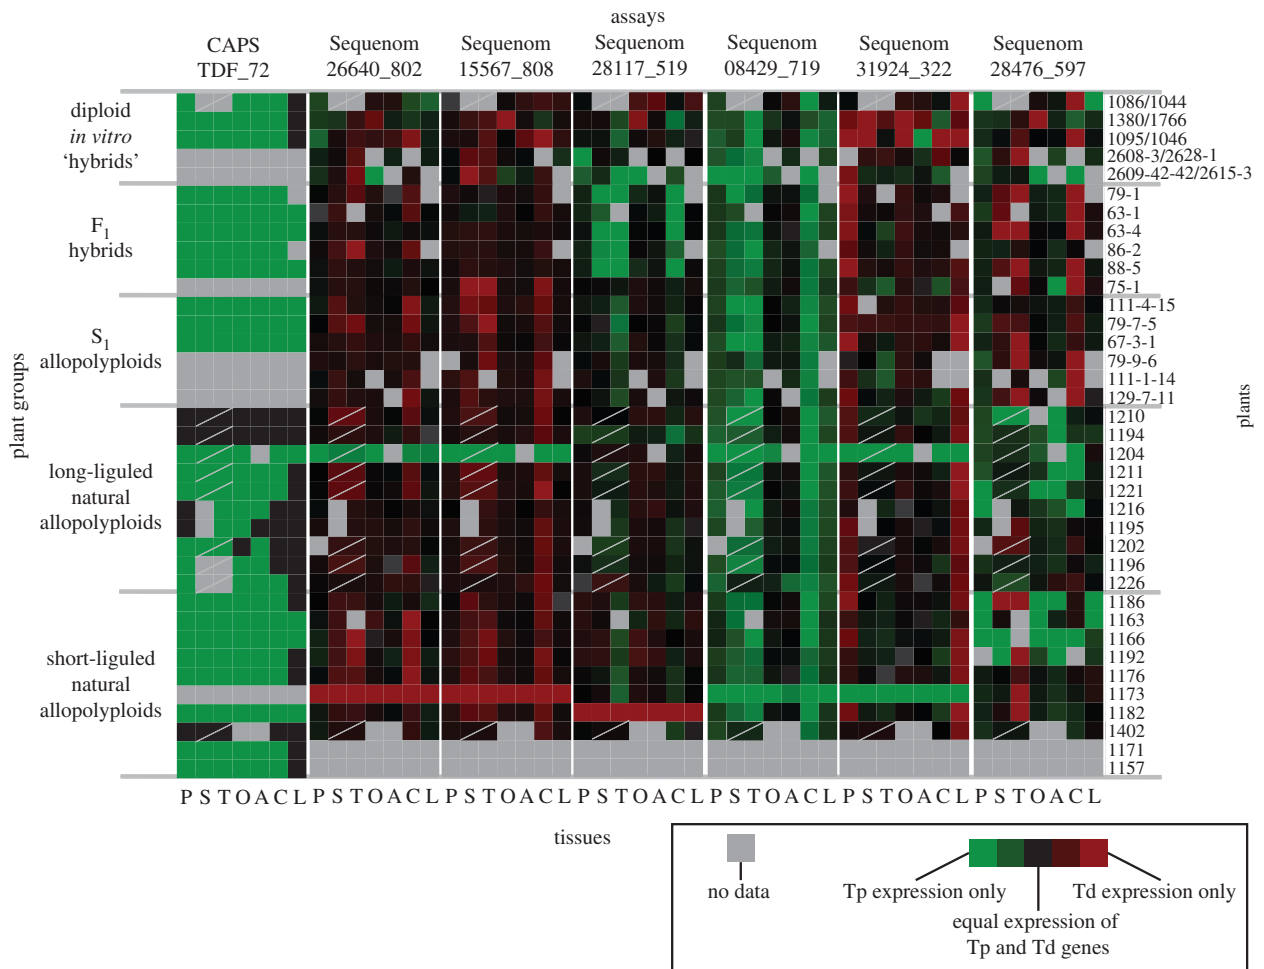 assays
CAPS TDF_72
Sequenom 26640_802
Sequenom 15567_808
Sequenom 28117_519
Sequenom 08429_719
Sequenom 31924_322
Sequenom 28476_597
plant groups
diploid
in vitro
‘hybrids’
F1
hybrids
S1
allopolyploids
long-liguled
natural
allopolyploids
short-liguled
natural
allopolyploids
1086/1044
1380/1766
1095/1046
2608-3/2628-1
2609-42-42/2615-3
79-1
63-1
63-4
86-2
88-5
75-1
111-4-15
79-7-5
67-3-1
79-9-6
111-1-14
129-7-11
1210
1194
1204
1211
1221
1216
1195
1202
1196
1226
1186
1163
1166
1192
1176
1173
1182
1402
1171
1157
plants
P S T O A C L P S T O A C L P S T O A C L P S T O A C L P S T O A C L P S T O A C L P S T O A C L
tissues
no data
Tp expression only
Td expression only
equal expression of
Tp and Td genes